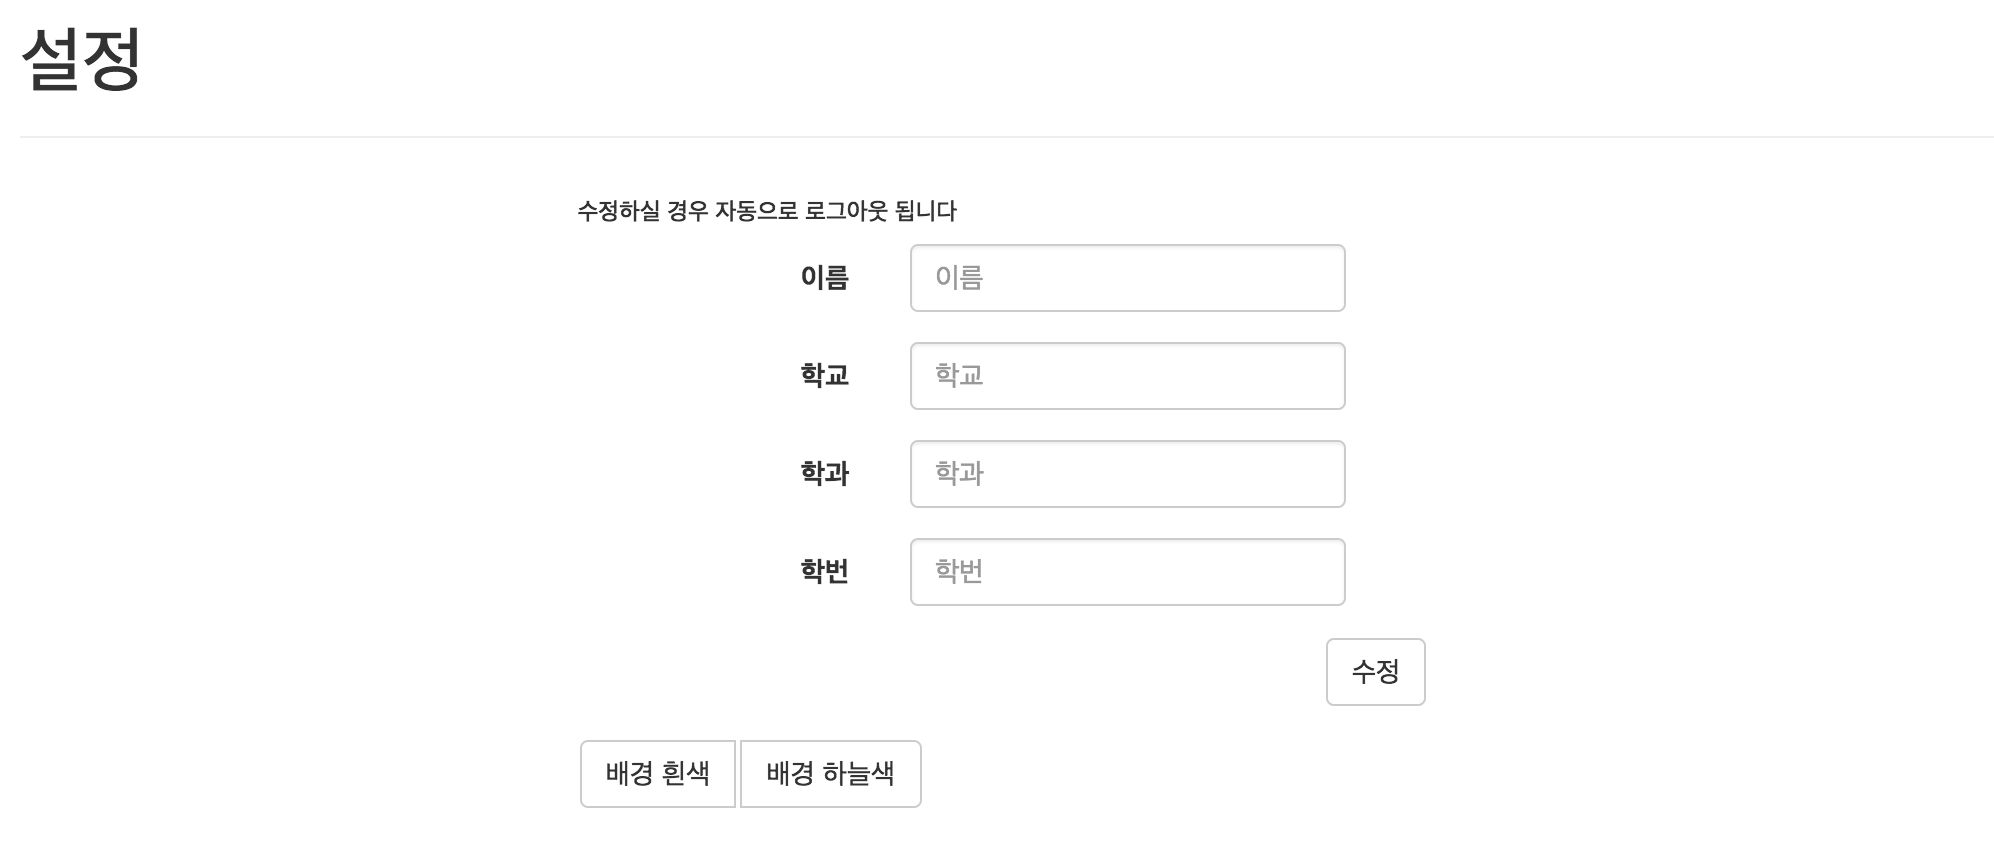 설정
수정하실 경우 자동으로 로그아웃 됩니다
이름 이름
학교 학교
학과 학과
학번 학번
수정
배경 흰색 배경 하늘색